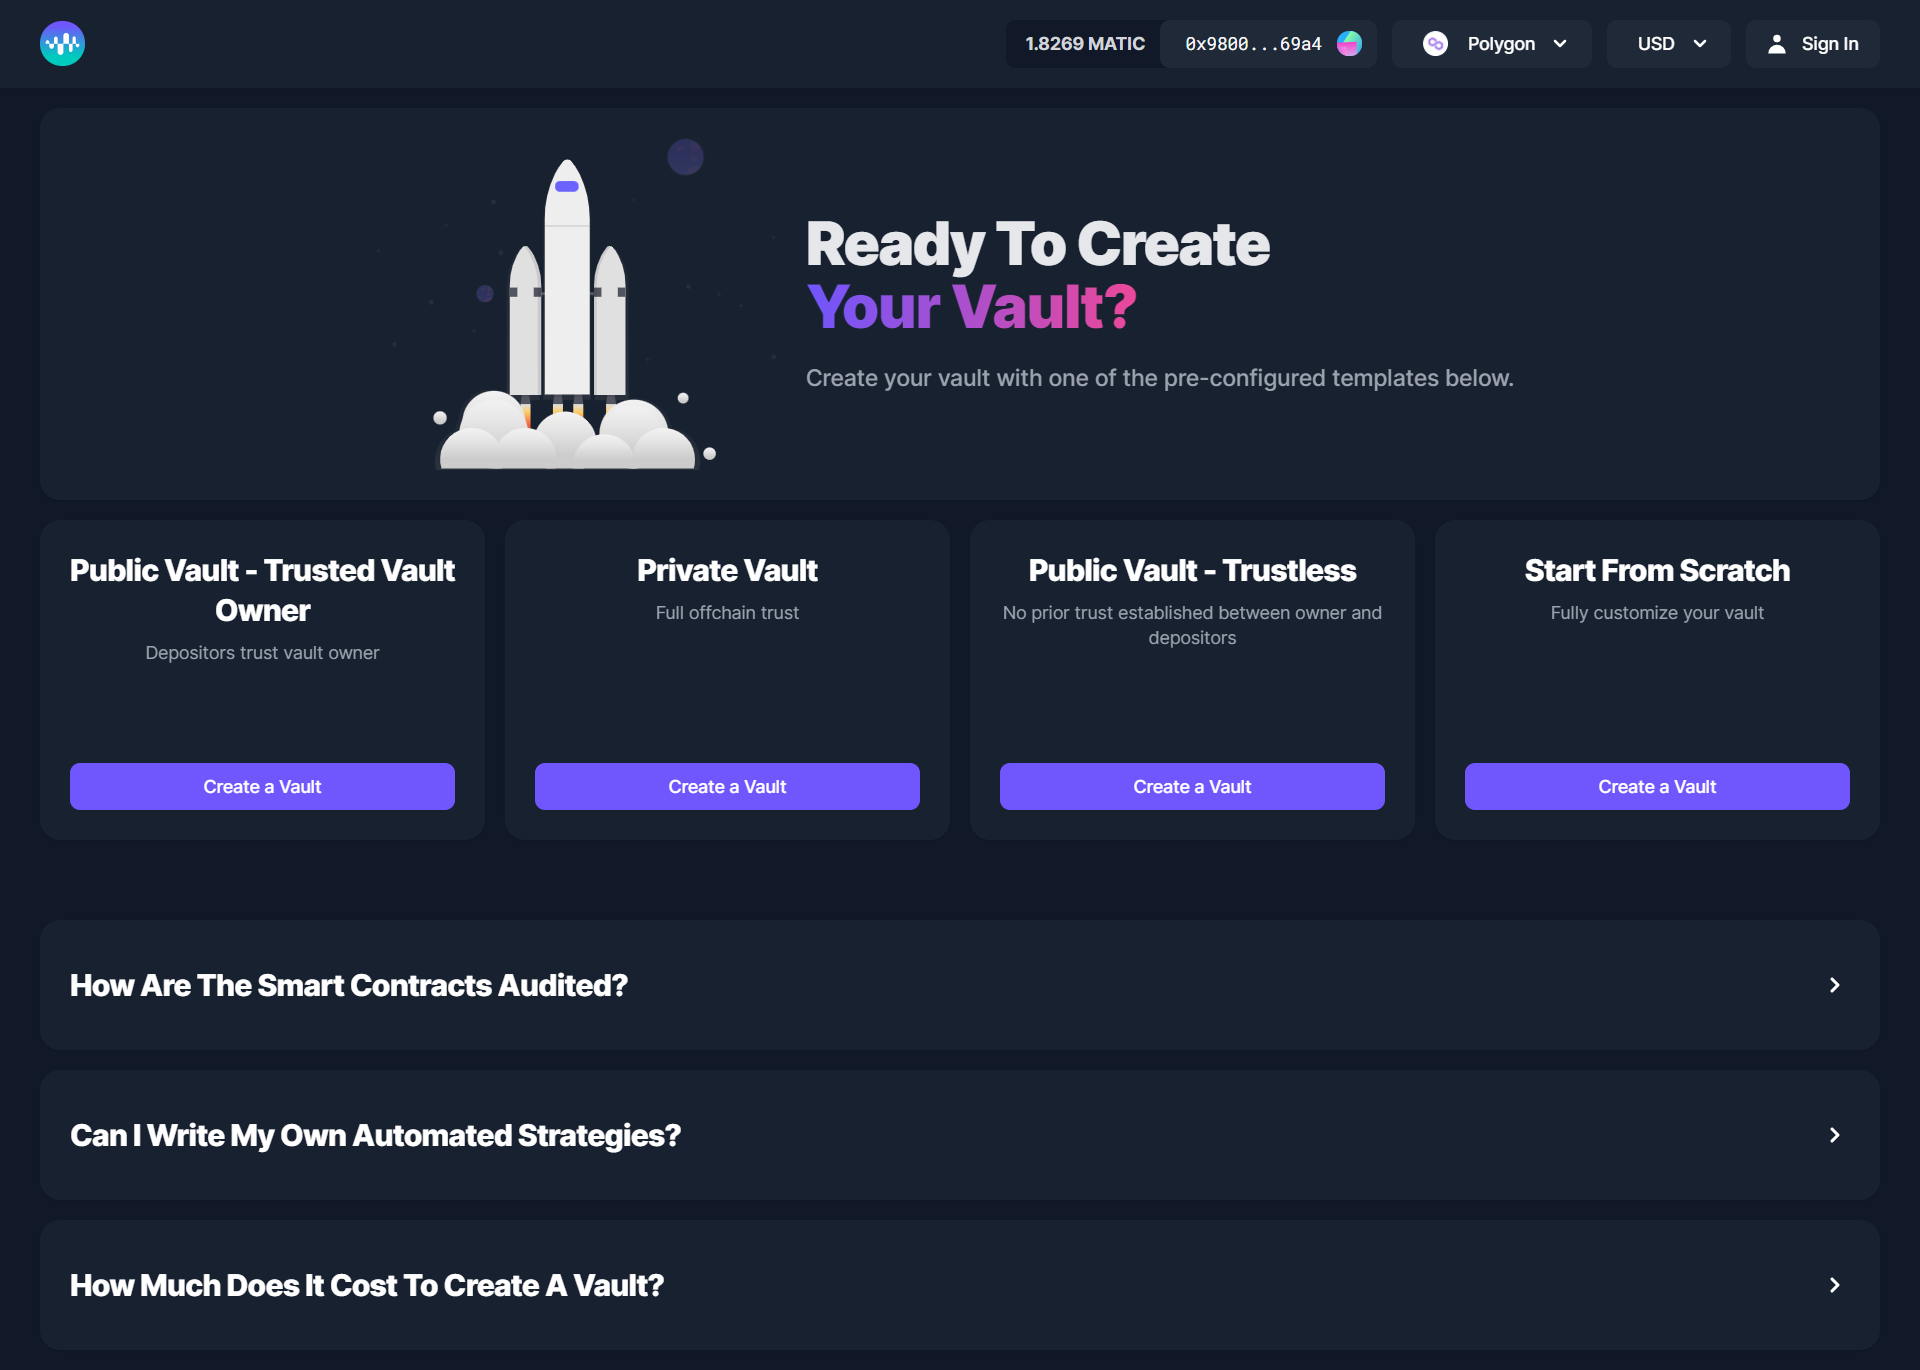 1.8269 MATIC
0x9800...69a4
Polygon
USD
Sign In
Ready To Create
Your Vault?
Create your vault with one of the pre-configured templates below.
Public Vault - Trusted Vault
Owner
Depositors trust vault owner
Create a Vault
Private Vault
Full offchain trust
Create a Vault
Public Vault - Trustless
No prior trust established between owner and
depositors
Create a Vault
Start From Scratch
Fully customize your vault
Create a Vault
How Are The Smart Contracts Audited?
Can I Write My Own Automated Strategies?
How Much Does It Cost To Create A Vault?